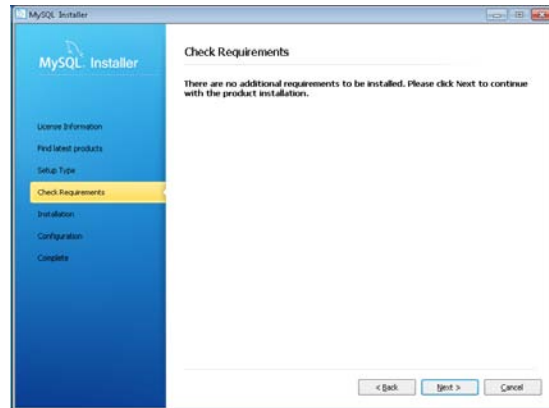 MySQL Installer
MySQL. Installer
License Information
Find latest products
Setup Type
Check Requirements
Installation
Configuration
Complete
Check Requirements
There are no additional requirements to be installed. Please click Next to continue
with the product installation.
< Back
Next >
Cancel